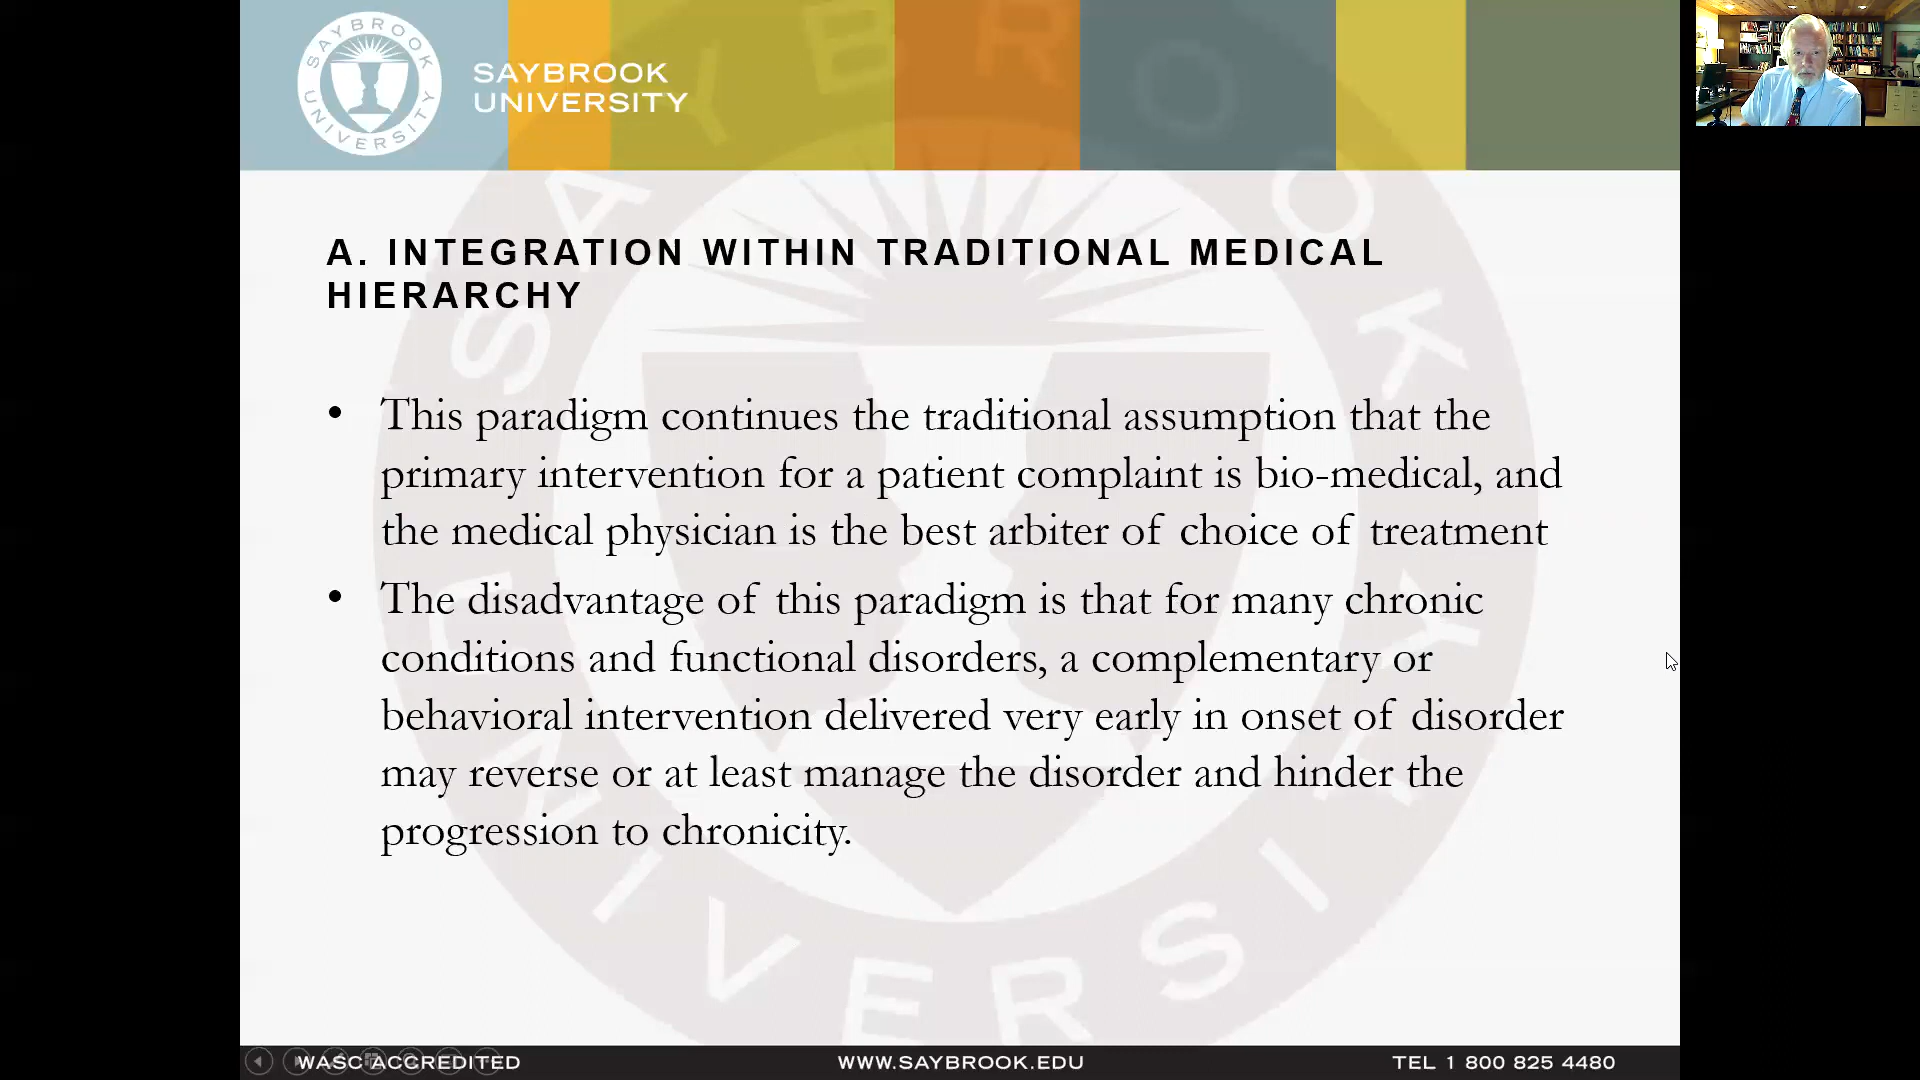 SAYBROOK
UNIVERSITY
SAYBROOK
UNIVERSITY
A. INTEGRATION WITHIN TRADITIONAL MEDICAL
HIERARCHY
• This paradigm continues the traditional assumption that the
primary intervention for a patient complaint is bio-medical, and
the medical physician is the best arbiter of choice of treatment
• The disadvantage of this paradigm is that for many chronic
conditions and functional disorders, a complementary or
behavioral intervention delivered very early in onset of disorder
may reverse or at least manage the disorder and hinder the
progression to chronicity.
SAYBROOK
UNIVERSITY
WASC ACCREDITED
WWW.SAYBROOK.EDU
TEL 1 800 825 4480